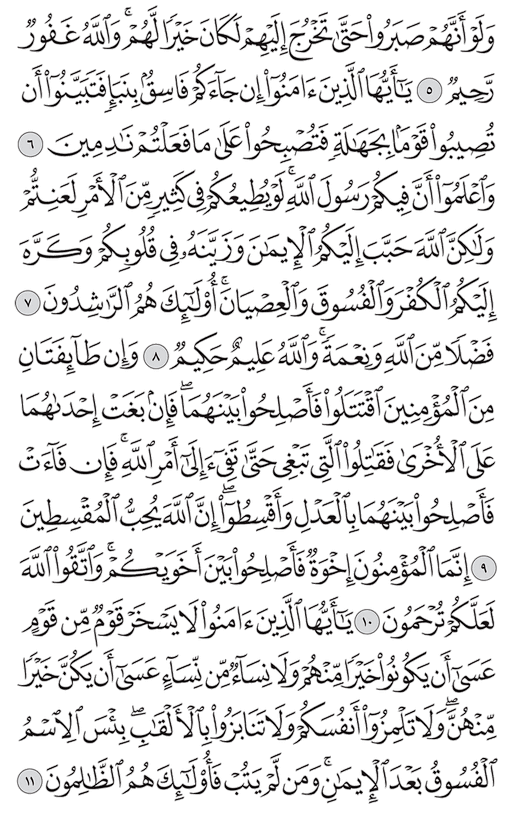 وَلَوْ أَنَّهُمْ صَبَرُوا۟ حَتَّىٰ تَخْرُجَ إِلَيْهِمْ لَكَانَ خَيْرًا لَّهُمْ ۚ وَٱللَّهُ غَفُورٌ
رَّحِيمٌ ٥ يَـٰٓأَيُّهَا ٱلَّذِينَ ءَامَنُوٓا۟ إِن جَآءَكُمْ فَاسِقٌۢ بِنَبَإٍ فَتَبَيَّنُوٓا۟ أَن
تُصِيبُوا۟ قَوْمًۢا بِجَهَـٰلَةٍ فَتُصْبِحُوا۟ عَلَىٰ مَا فَعَلْتُمْ نَـٰدِمِينَ ٦
وَٱعْلَمُوٓا۟ أَنَّ فِيكُمْ رَسُولَ ٱللَّهِ ۚ لَوْ يُطِيعُكُمْ فِى كَثِيرٍ مِّنَ ٱلْأَمْرِ لَعَنِتُّمْ
وَلَـٰكِنَّ ٱللَّهَ حَبَّبَ إِلَيْكُمُ ٱلْإِيمَـٰنَ وَزَيَّنَهُۥ فِى قُلُوبِكُمْ وَكَرَّهَ
إِلَيْكُمُ ٱلْكُفْرَ وَٱلْفُسُوقَ وَٱلْعِصْيَانَ ۚ أُو۟لَـٰٓئِكَ هُمُ ٱلرَّٰشِدُونَ ٧
فَضْلًا مِّنَ ٱللَّهِ وَنِعْمَةً ۚ وَٱللَّهُ عَلِيمٌ حَكِيمٌ ٨ وَإِن طَآئِفَتَانِ
مِنَ ٱلْمُؤْمِنِينَ ٱقْتَتَلُوا۟ فَأَصْلِحُوا۟ بَيْنَهُمَا ۖ فَإِنۢ بَغَتْ إِحْدَىٰهُمَا
عَلَى ٱلْأُخْرَىٰ فَقَـٰتِلُوا۟ ٱلَّتِى تَبْغِى حَتَّىٰ تَفِىٓءَ إِلَىٰٓ أَمْرِ ٱللَّهِ ۚ فَإِن فَآءَتْ
فَأَصْلِحُوا۟ بَيْنَهُمَا بِٱلْعَدْلِ وَأَقْسِطُوٓا۟ ۖ إِنَّ ٱللَّهَ يُحِبُّ ٱلْمُقْسِطِينَ
٩ إِنَّمَا ٱلْمُؤْمِنُونَ إِخْوَةٌ فَأَصْلِحُوا۟ بَيْنَ أَخَوَيْكُمْ ۚ وَٱتَّقُوا۟ ٱللَّهَ
لَعَلَّكُمْ تُرْحَمُونَ ١٠ يَـٰٓأَيُّهَا ٱلَّذِينَ ءَامَنُوا۟ لَا يَسْخَرْ قَوْمٌ مِّن قَوْمٍ
عَسَىٰٓ أَن يَكُونُوا۟ خَيْرًا مِّنْهُمْ وَلَا نِسَآءٌ مِّن نِّسَآءٍ عَسَىٰٓ أَن يَكُنَّ خَيْرًا
مِّنْهُنَّ ۖ وَلَا تَلْمِزُوٓا۟ أَنفُسَكُمْ وَلَا تَنَابَزُوا۟ بِٱلْأَلْقَـٰبِ ۖ بِئْسَ ٱلِٱسْمُ
ٱلْفُسُوقُ بَعْدَ ٱلْإِيمَـٰنِ ۚ وَمَن لَّمْ يَتُبْ فَأُو۟لَـٰٓئِكَ هُمُ ٱلظَّـٰلِمُونَ ١١